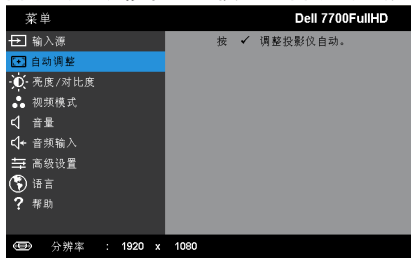 菜单 Dell 7700FullHD
输入源 按 ✓ 调整投影仪自动。
自动调整
亮度/对比度
视频模式
音量
音频输入
高级设置
语言
? 帮助
分辨率 : 1920 x 1080